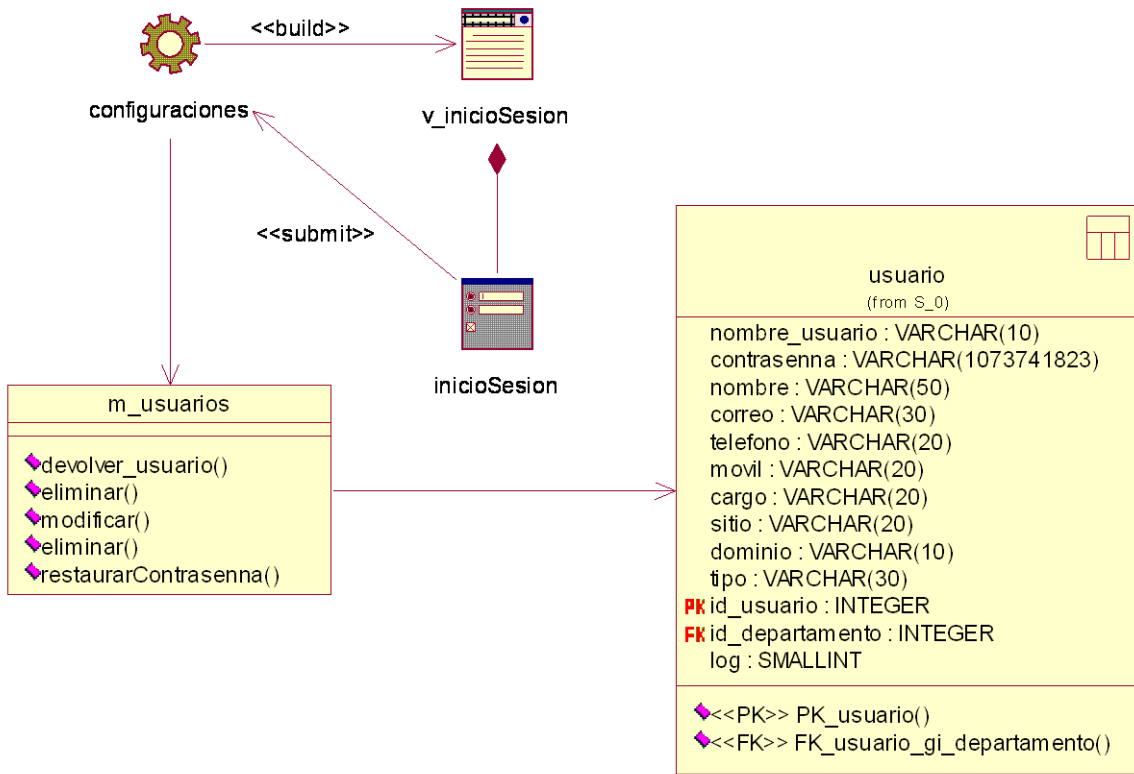 <<build>>
configuraciones
v_inicioSesion
<<submit>>
inicioSesion
m_usuarios
devolver_usuario()
eliminar()
modificar()
eliminar()
restaurarContrasenna()
usuario
(from S_0)
nombre_usuario : VARCHAR(10)
contrasenna : VARCHAR(1073741823)
nombre : VARCHAR(50)
correo : VARCHAR(30)
telefono : VARCHAR(20)
movil : VARCHAR(20)
cargo : VARCHAR(20)
sitio : VARCHAR(20)
dominio : VARCHAR(10)
tipo : VARCHAR(30)
PK id_usuario : INTEGER
FK id_departamento : INTEGER
log : SMALLINT
<<PK>> PK_usuario()
<<FK>> FK_usuario_gi_departamento()